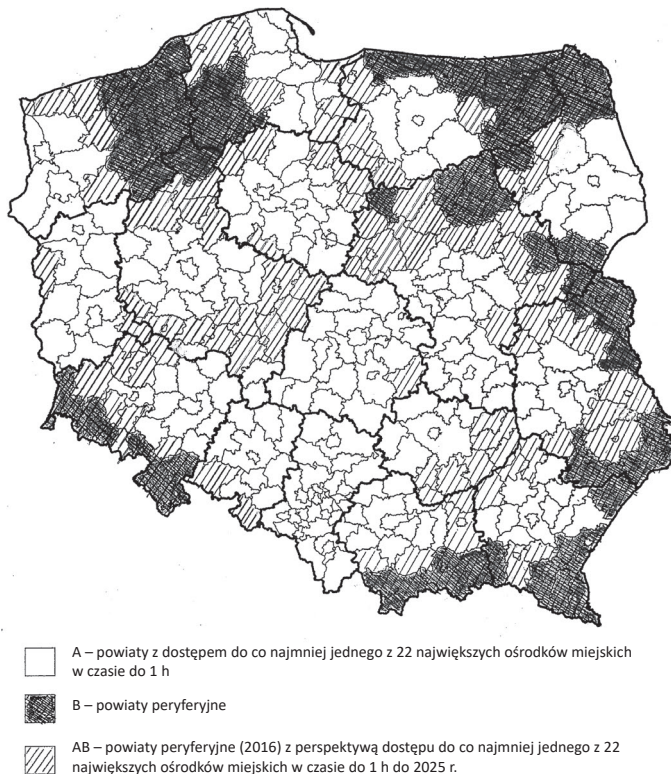 A – powiaty z dostępem do co najmniej jednego z 22 największych ośrodków miejskich
w czasie do 1 h
B – powiaty peryferyjne
AB – powiaty peryferyjne (2016) z perspektywą dostępu do co najmniej jednego z 22
największych ośrodków miejskich w czasie do 1 h do 2025 r.